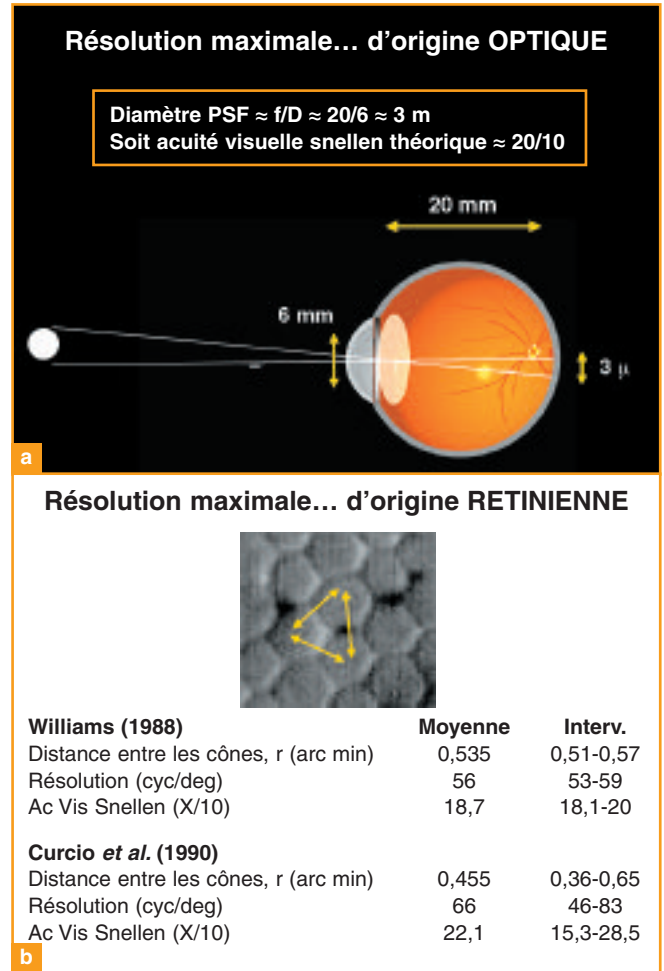 Résolution maximale… d'origine OPTIQUE
Diamètre PSF ≈ f/D ≈ 20/6 ≈ 3 m
Soit acuité visuelle snellen théorique ≈ 20/10
20 mm
6 mm
3 µ
a
Résolution maximale… d'origine RETINIENNE
Williams (1988) Moyenne Interv.
Distance entre les cônes, r (arc min) 0,535 0,51-0,57
Résolution (cyc/deg) 56 53-59
Ac Vis Snellen (X/10) 18,7 18,1-20
Curcio et al. (1990)
Distance entre les cônes, r (arc min) 0,455 0,36-0,65
Résolution (cyc/deg) 66 46-83
Ac Vis Snellen (X/10) 22,1 15,3-28,5
b